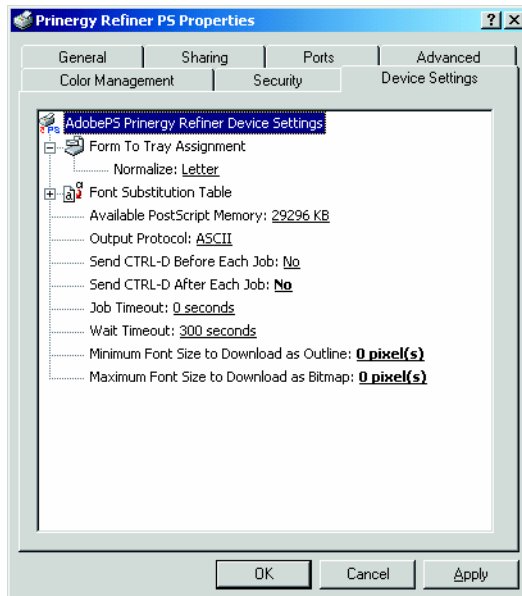 Prinergy Refiner PS Properties
General Sharing Ports Advanced
Color Management Security Device Settings
AdobePS Prinergy Refiner Device Settings
Form To Tray Assignment
Normalize: Letter
Font Substitution Table
Available PostScript Memory: 29296 KB
Output Protocol: ASCII
Send CTRL-D Before Each Job: No
Send CTRL-D After Each Job: No
Job Timeout: 0 seconds
Wait Timeout: 300 seconds
Minimum Font Size to Download as Outline: 0 pixel(s)
Maximum Font Size to Download as Bitmap: 0 pixel(s)
OK Cancel Apply